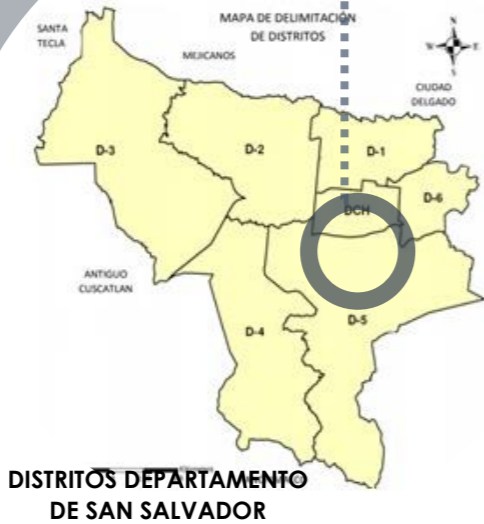 MAPA DE DELIMITACIÓN
DE DISTRITOS
SANTA
TECLA
MEJICANOS
N
W
E
S
CIUDAD
DELGADO
D-3
D-2
D-1
D-6
DCH
ANTIGUO
CUSCATLAN
D-4
D-5
DISTRITOS DEPARTAMENTO
DE SAN SALVADOR